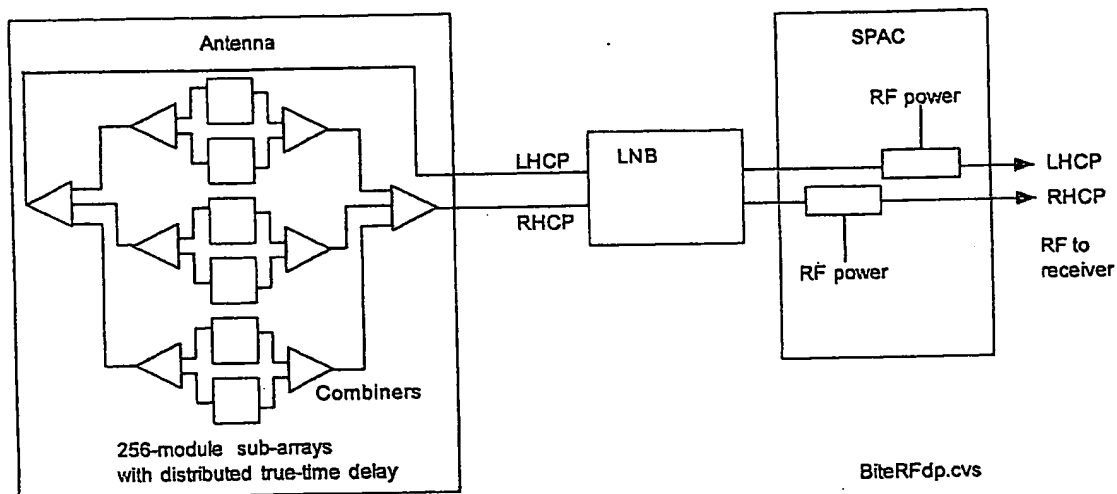 Antenna
SPAC
RF power
LHCP
LNB
LHCP
RHCP
RHCP
RF power
RF to
receiver
Combiners
256-module sub-arrays
with distributed true-time delay
BiteRFdp.cvs